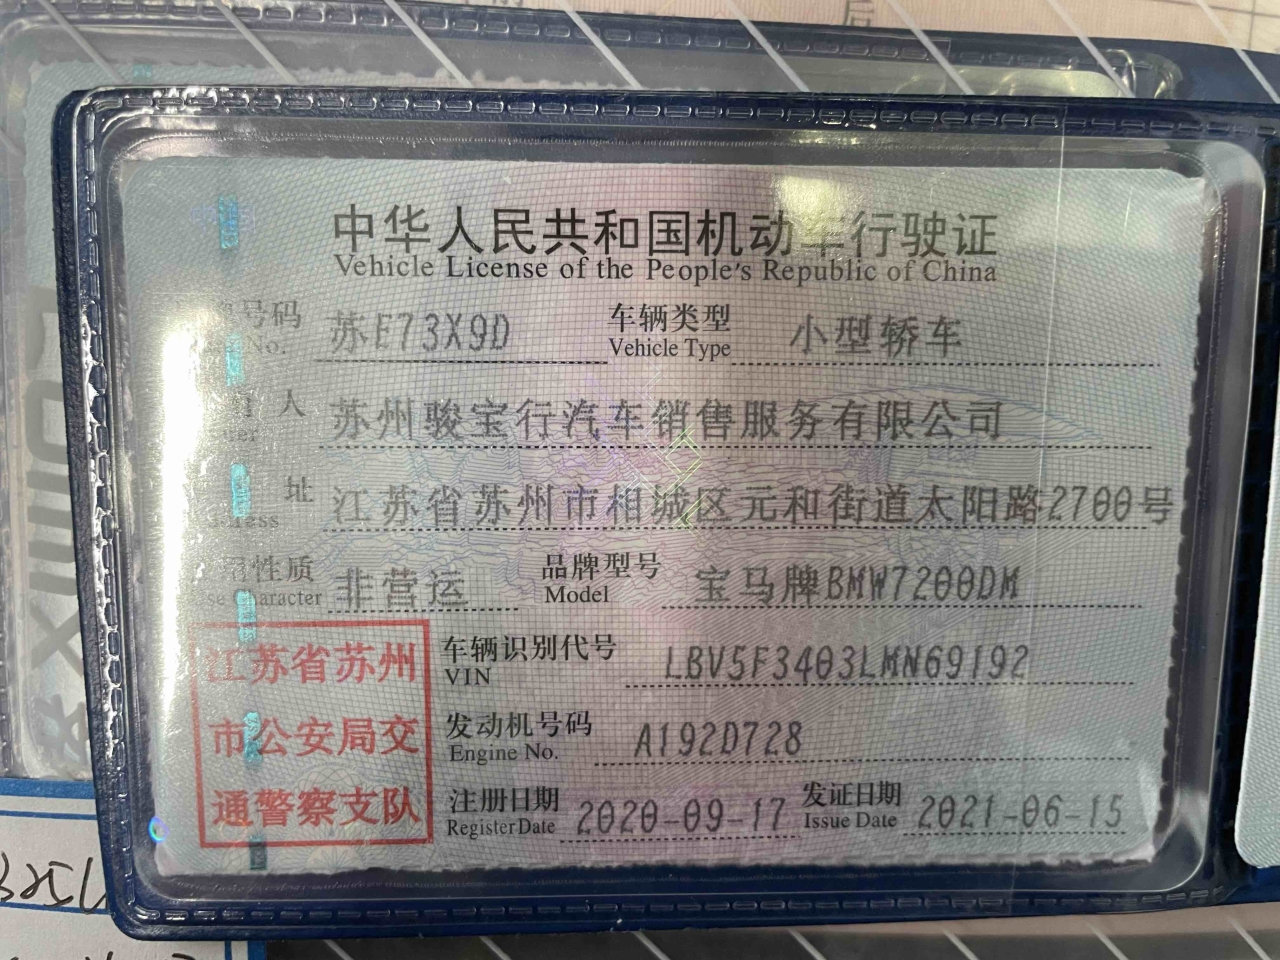 中华人民共和国机动车行驶证
Vehicle License of the People's Republic of China
号码 苏E73X9D 车辆类型 小型轿车
No. Vehicle Type
人 苏州骏宝行汽车销售服务有限公司
址 江苏省苏州市相城区元和街道太阳路2700号
性质 非营运 品牌型号 宝马牌BMW7200DM
Character Model
江苏省苏州
市公安局交
通警察支队
车辆识别代号 LBV5F3403LMN69192
VIN
发动机号码 A192D728
Engine No.
注册日期 2020-09-17 发证日期 2021-06-15
Register Date Issue Date